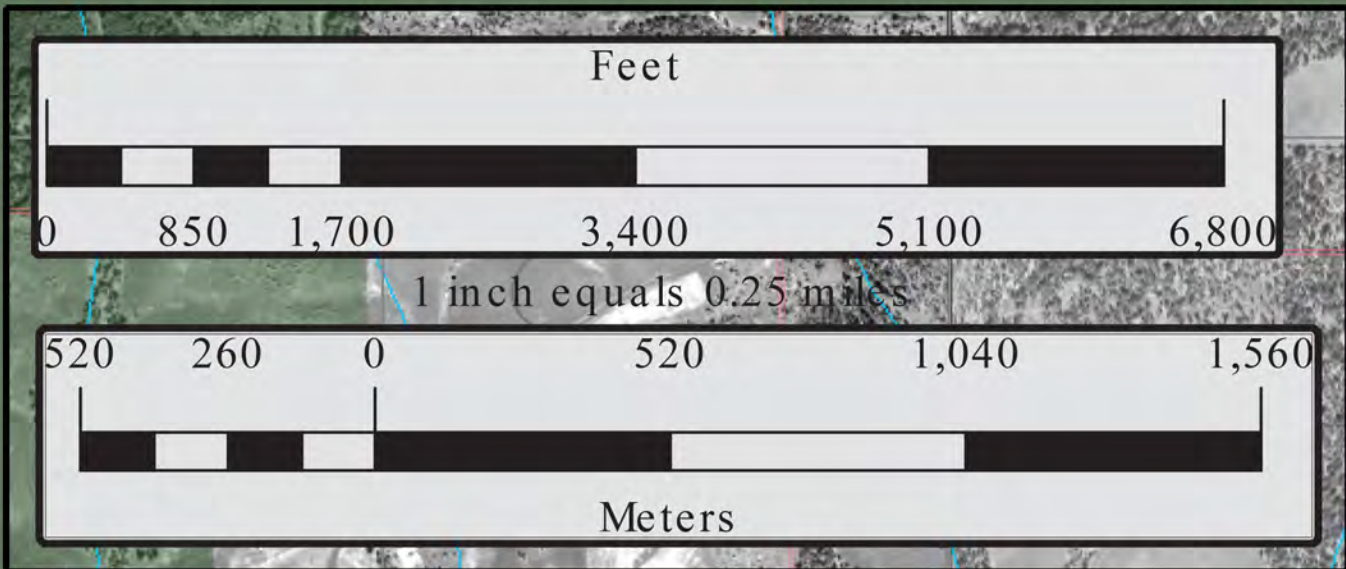 Feet
0 850 1,700 3,400 5,100 6,800
1 inch equals 0.25 miles
520 260 0 520 1,040 1,560
Meters